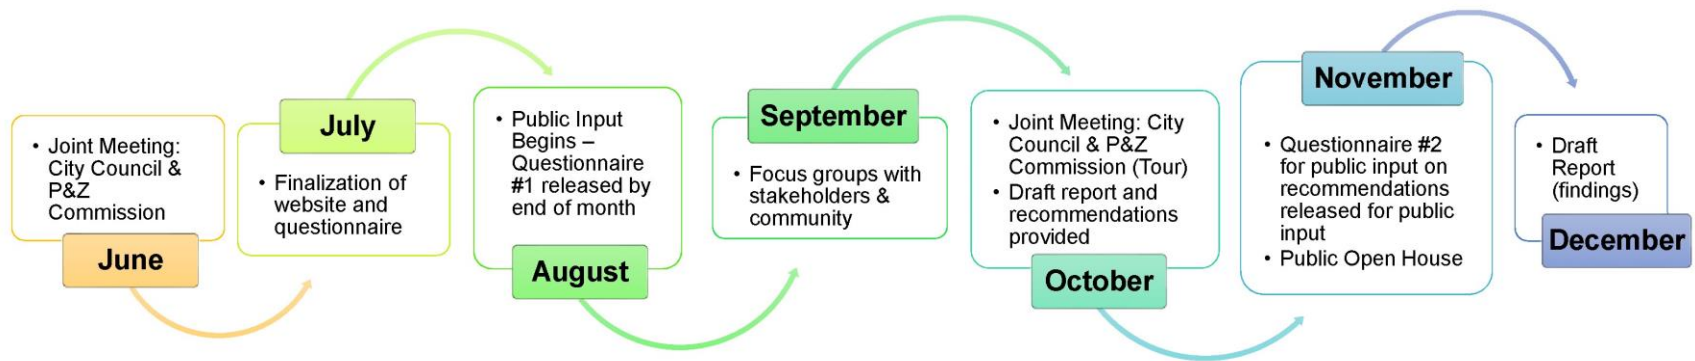 • Joint Meeting:
City Council &
P&Z
Commission
June
July
• Finalization of
website and
questionnaire
• Public Input
Begins –
Questionnaire
#1 released by
end of month
August
September
• Focus groups with
stakeholders &
community
• Joint Meeting: City
Council & P&Z
Commission (Tour)
• Draft report and
recommendations
provided
October
November
• Questionnaire #2
for public input on
recommendations
released for public
input
• Public Open House
• Draft
Report
(findings)
December